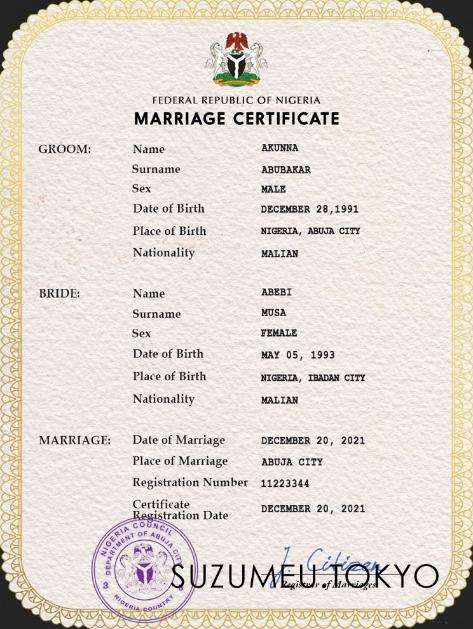 FEDERAL REPUBLIC OF NIGERIA
MARRIAGE CERTIFICATE
GROOM: Name AKUNNA
Surname ABUBAKAR
Sex MALE
Date of Birth DECEMBER 28,1991
Place of Birth NIGERIA, ABUJA CITY
Nationality MALIAN
BRIDE: Name ABEBI
Surname MUSA
Sex FEMALE
Date of Birth MAY 05, 1993
Place of Birth NIGERIA, IBADAN CITY
Nationality MALIAN
MARRIAGE: Date of Marriage DECEMBER 20, 2021
Place of Marriage ABUJA CITY
Registration Number 11223344
Certificate
Registration Date DECEMBER 20, 2021
NIGERIA COUNCIL
DEPARTMENT OF ABUJA CITY
NIGERIA COUNTRY
J. Citizen
SUZUMEH TOKYO
Registrar of Marriages